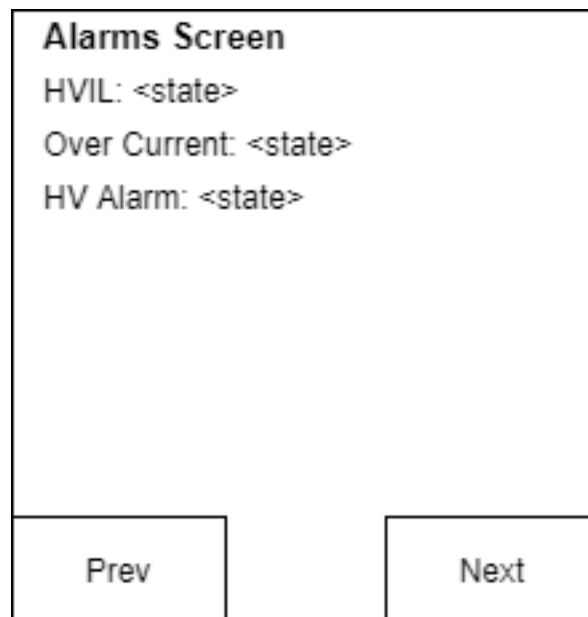 Alarms Screen
HVIL: <state>
Over Current: <state>
HV Alarm: <state>
Prev
Next